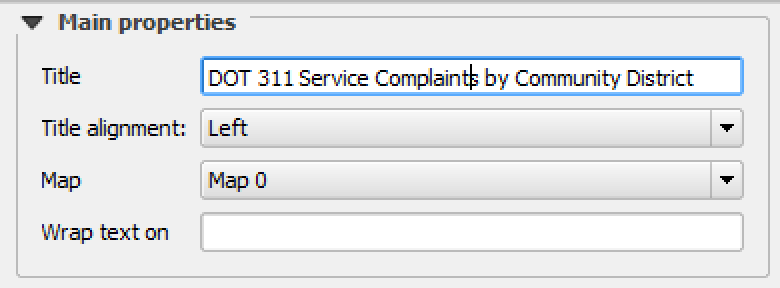 Main properties
Title DOT 311 Service Complaints by Community District
Title alignment: Left
Map Map 0
Wrap text on